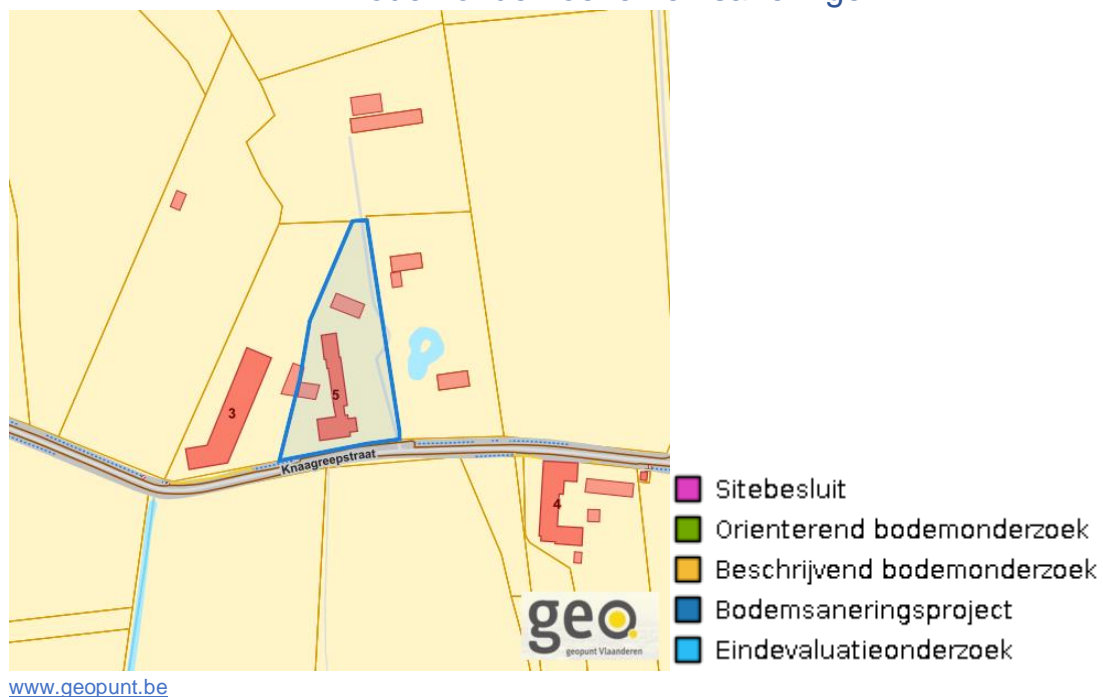 5
3
Knaagreepstraat
4
Sitebesluit
Orienterend bodemonderzoek
Beschrijvend bodemonderzoek
Bodemsaneringsproject
Eindevaluatieonderzoek
geo
geopunt Vlaanderen
www.geopunt.be